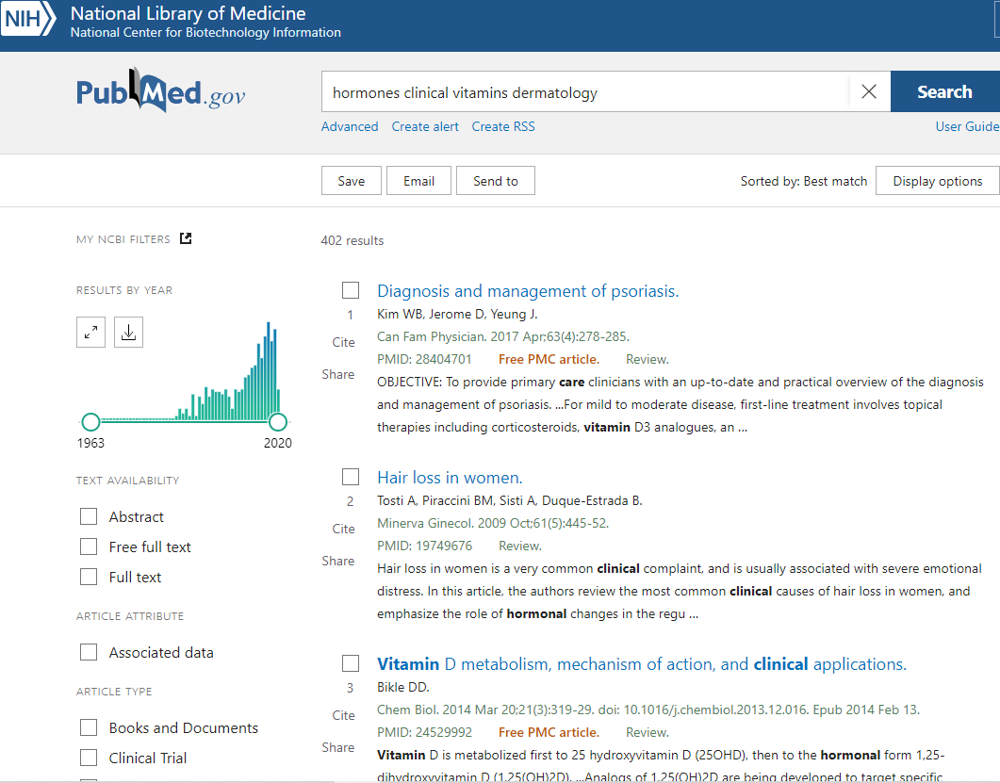 NIH
National Library of Medicine
National Center for Biotechnology Information
PubMed.gov
hormones clinical vitamins dermatology
Search
Advanced Create alert Create RSS User Guide
Save Email Send to Sorted by: Best match Display options
MY NCBI FILTERS
402 results
RESULTS BY YEAR
1963 2020
TEXT AVAILABILITY
Abstract
Free full text
Full text
ARTICLE ATTRIBUTE
Associated data
ARTICLE TYPE
Books and Documents
Clinical Trial
Diagnosis and management of psoriasis.
1
Kim WB, Jerome D, Yeung J.
Cite
Can Fam Physician. 2017 Apr;63(4):278-285.
PMID: 28404701 Free PMC article. Review.
Share
OBJECTIVE: To provide primary care clinicians with an up-to-date and practical overview of the diagnosis
and management of psoriasis. ...For mild to moderate disease, first-line treatment involves topical
therapies including corticosteroids, vitamin D3 analogues, an ...
Hair loss in women.
2
Tosti A, Piraccini BM, Sisti A, Duque-Estrada B.
Cite
Minerva Ginecol. 2009 Oct;61(5):445-52.
PMID: 19749676 Review.
Share
Hair loss in women is a very common clinical complaint, and is usually associated with severe emotional
distress. In this article, the authors review the most common clinical causes of hair loss in women, and
emphasize the role of hormonal changes in the regu ...
Vitamin D metabolism, mechanism of action, and clinical applications.
3
Bikle DD.
Cite
Chem Biol. 2014 Mar 20;21(3):319-29. doi: 10.1016/j.chembiol.2013.12.016. Epub 2014 Feb 13.
PMID: 24529992 Free PMC article. Review.
Share
Vitamin D is metabolized first to 25 hydroxyvitamin D (25OHD), then to the hormonal form 1,25-
dihydroxyvitamin D (1,25(OH)2D). ...Analogs of 1,25(OH)2D are being developed to target specific